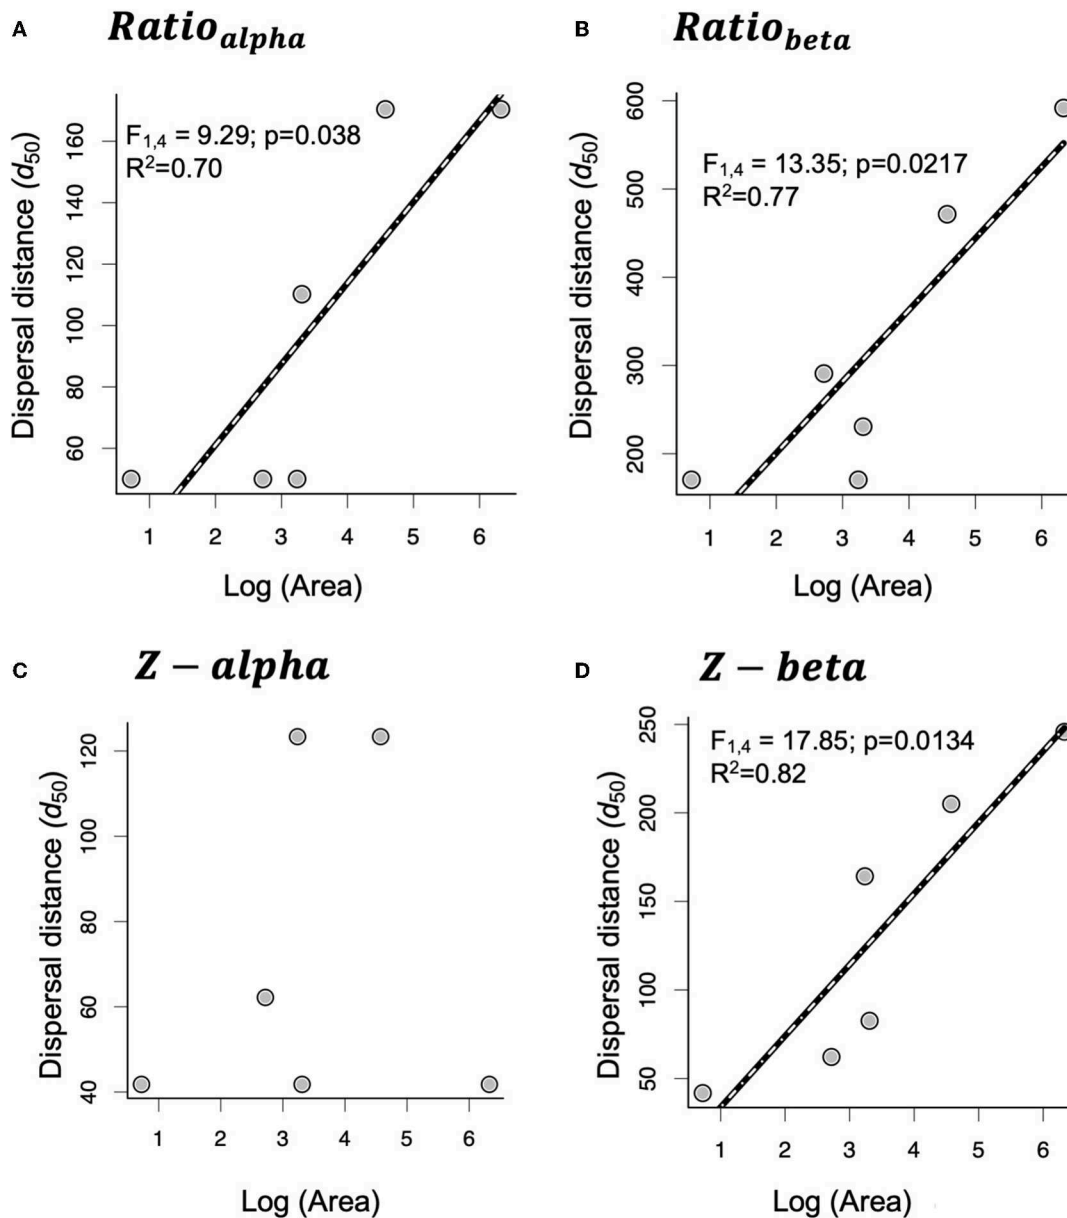 A
Ratio_alpha
F1,4 = 9.29; p=0.038
R²=0.70
Dispersal distance (d50)
160
140
120
100
80
60
1 2 3 4 5 6
Log (Area)
B
Ratio_beta
F1,4 = 13.35; p=0.0217
R²=0.77
Dispersal distance (d50)
600
500
400
300
200
1 2 3 4 5 6
Log (Area)
C
Z − alpha
Dispersal distance (d50)
120
100
80
60
40
1 2 3 4 5 6
Log (Area)
D
Z − beta
F1,4 = 17.85; p=0.0134
R²=0.82
Dispersal distance (d50)
250
200
150
100
50
1 2 3 4 5 6
Log (Area)